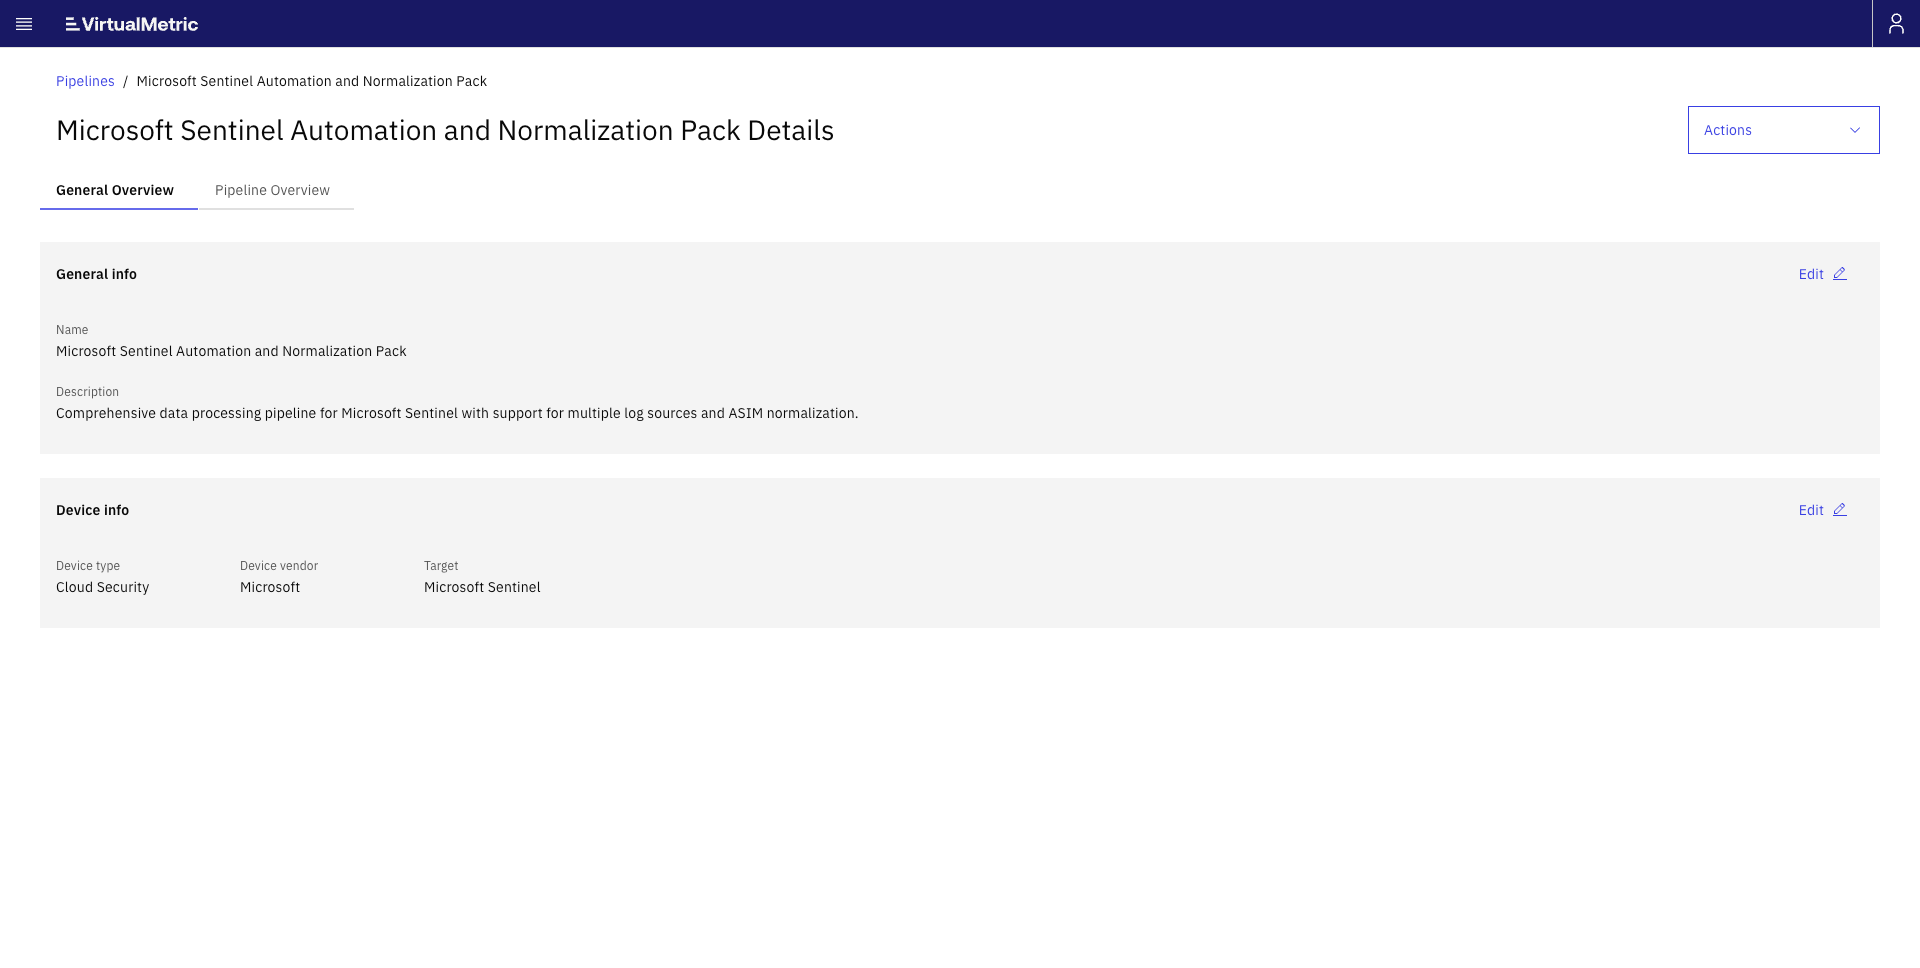 VirtualMetric
Pipelines / Microsoft Sentinel Automation and Normalization Pack
Microsoft Sentinel Automation and Normalization Pack Details
Actions
General Overview Pipeline Overview
General info
Edit
Name
Microsoft Sentinel Automation and Normalization Pack
Description
Comprehensive data processing pipeline for Microsoft Sentinel with support for multiple log sources and ASIM normalization.
Device info
Edit
Device type Device vendor Target
Cloud Security Microsoft Microsoft Sentinel